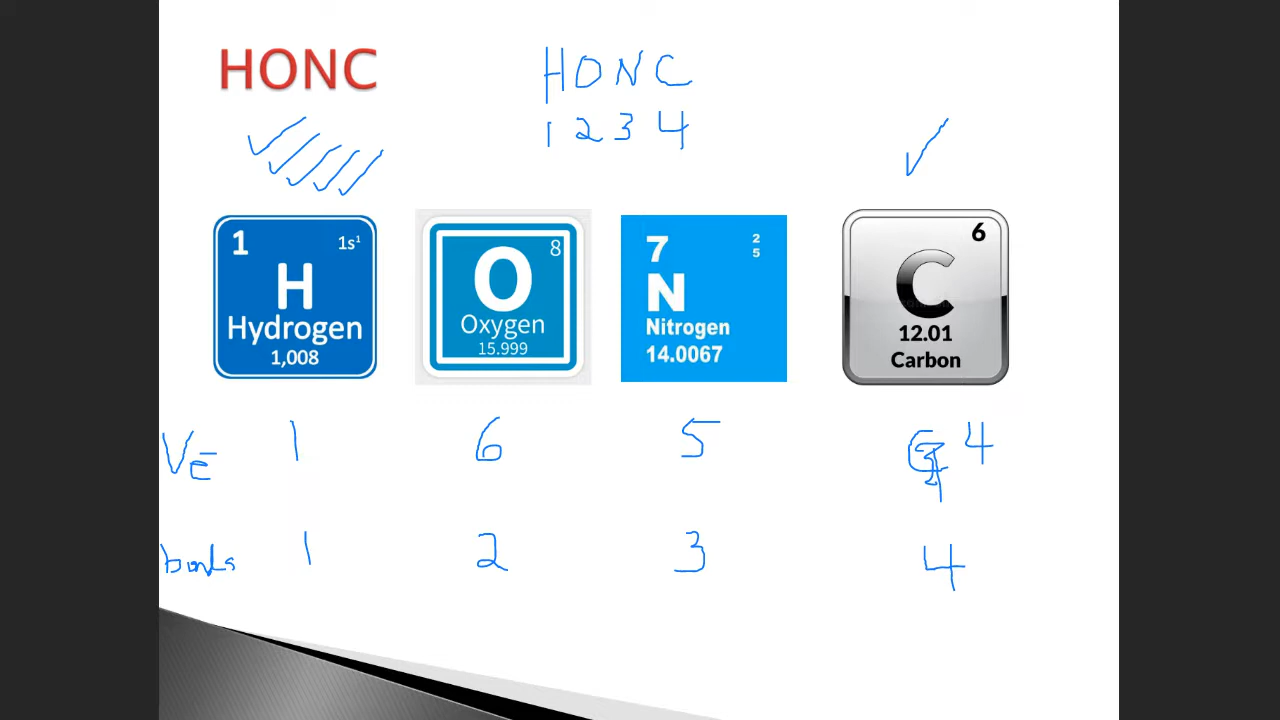 HONC
HONC
1 2 3 4
1 1s¹
H
Hydrogen
1,008
8
O
Oxygen
15.999
7 2
5
N
Nitrogen
14.0067
6
C
12.01
Carbon
Ve 1 6 5 4
bonds 1 2 3 4